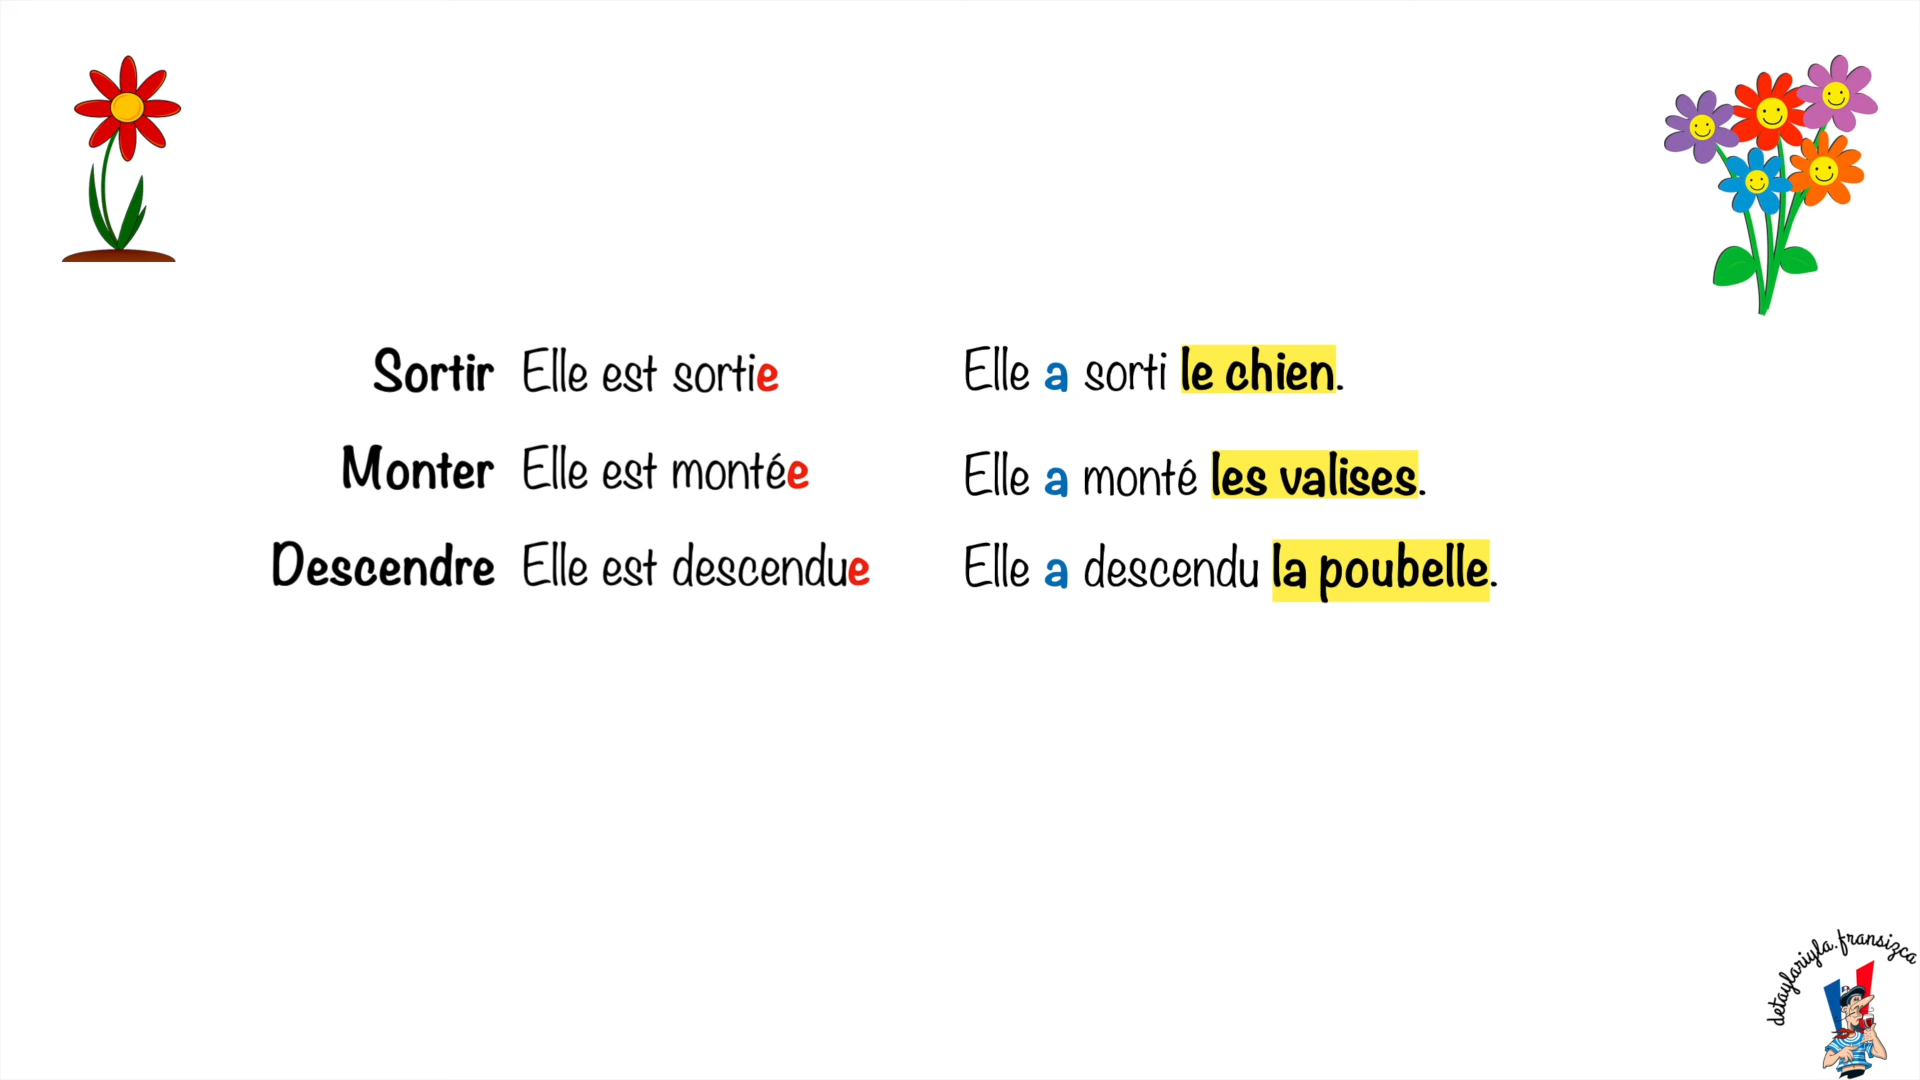 Sortir Elle est sortie Elle a sorti le chien.
Monter Elle est montée Elle a monté les valises.
Descendre Elle est descendue Elle a descendu la poubelle.
detaylariyla.fransizca